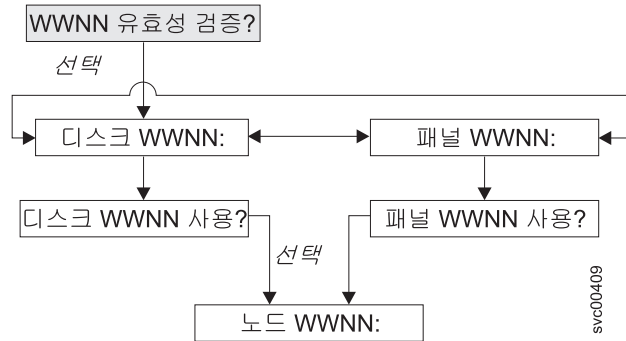 WWNN 유효성 검증?
선택
디스크 WWNN:
패널 WWNN:
디스크 WWNN 사용?
패널 WWNN 사용?
선택
노드 WWNN:
svc00409